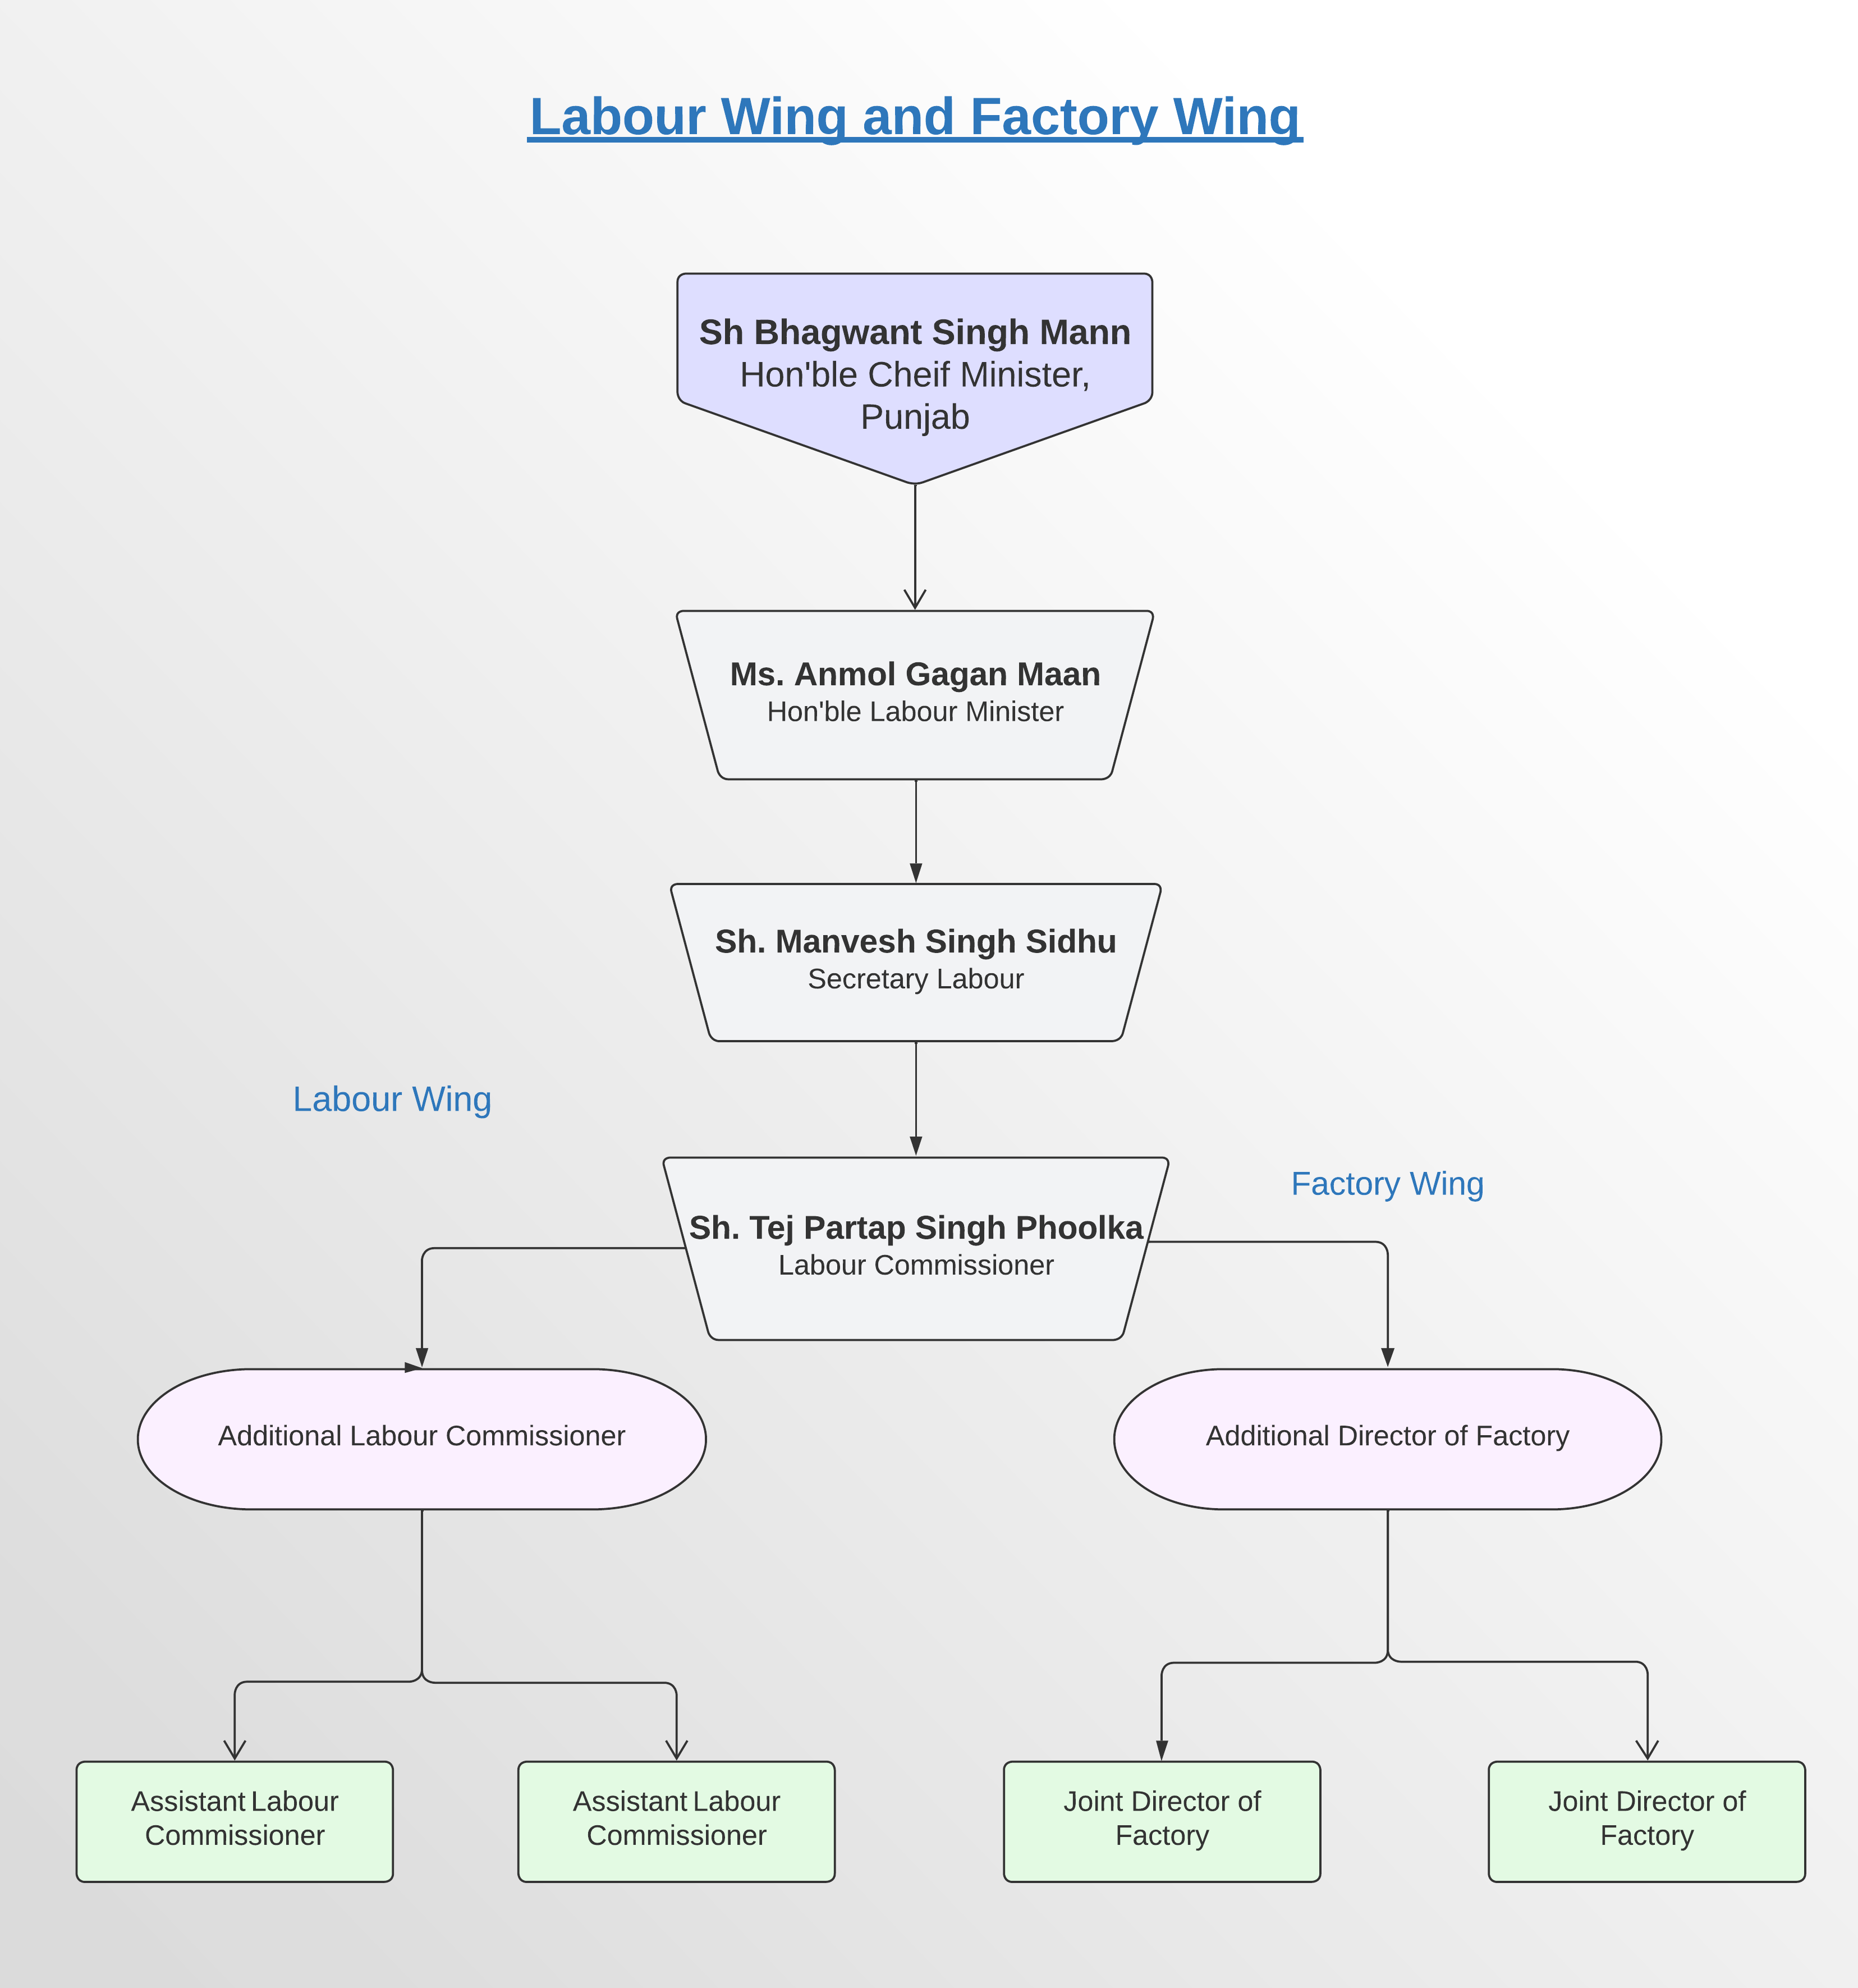 Labour Wing and Factory Wing
Sh Bhagwant Singh Mann
Hon'ble Cheif Minister,
Punjab
Ms. Anmol Gagan Maan
Hon'ble Labour Minister
Sh. Manvesh Singh Sidhu
Secretary Labour
Labour Wing
Factory Wing
Sh. Tej Partap Singh Phoolka
Labour Commissioner
Additional Labour Commissioner
Additional Director of Factory
Assistant Labour
Commissioner
Assistant Labour
Commissioner
Joint Director of
Factory
Joint Director of
Factory